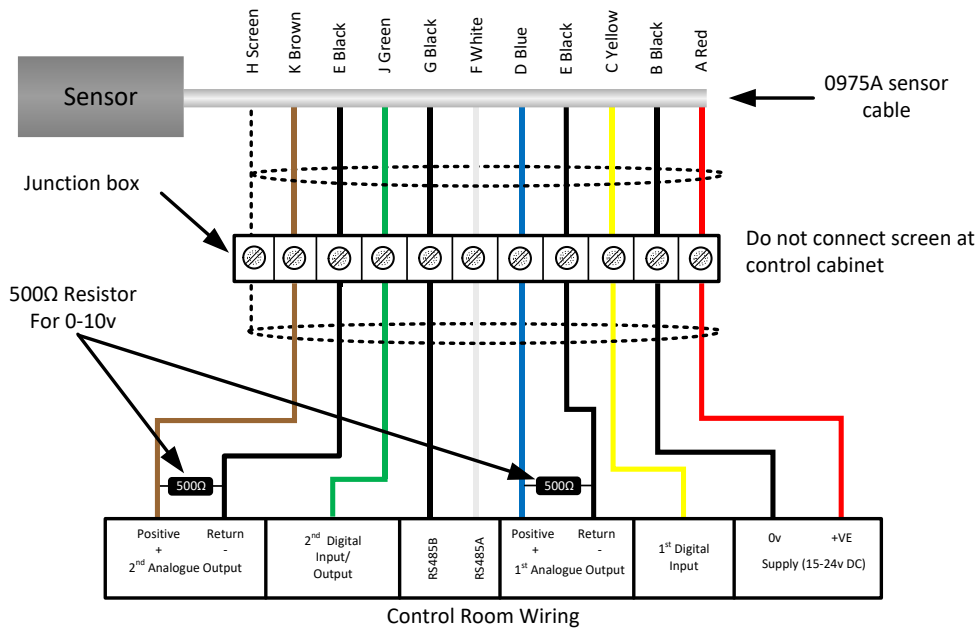 H Screen
K Brown
E Black
J Green
G Black
F White
D Blue
E Black
C Yellow
B Black
A Red
Sensor
0975A sensor
cable
Junction box
Do not connect screen at
control cabinet
500Ω Resistor
For 0-10v
500Ω
500Ω
Positive
+
Return
-
2nd Analogue Output
2nd Digital
Input/
Output
RS485B
RS485A
Positive
+
Return
-
1st Analogue Output
1st Digital
Input
0v
+VE
Supply (15-24v DC)
Control Room Wiring